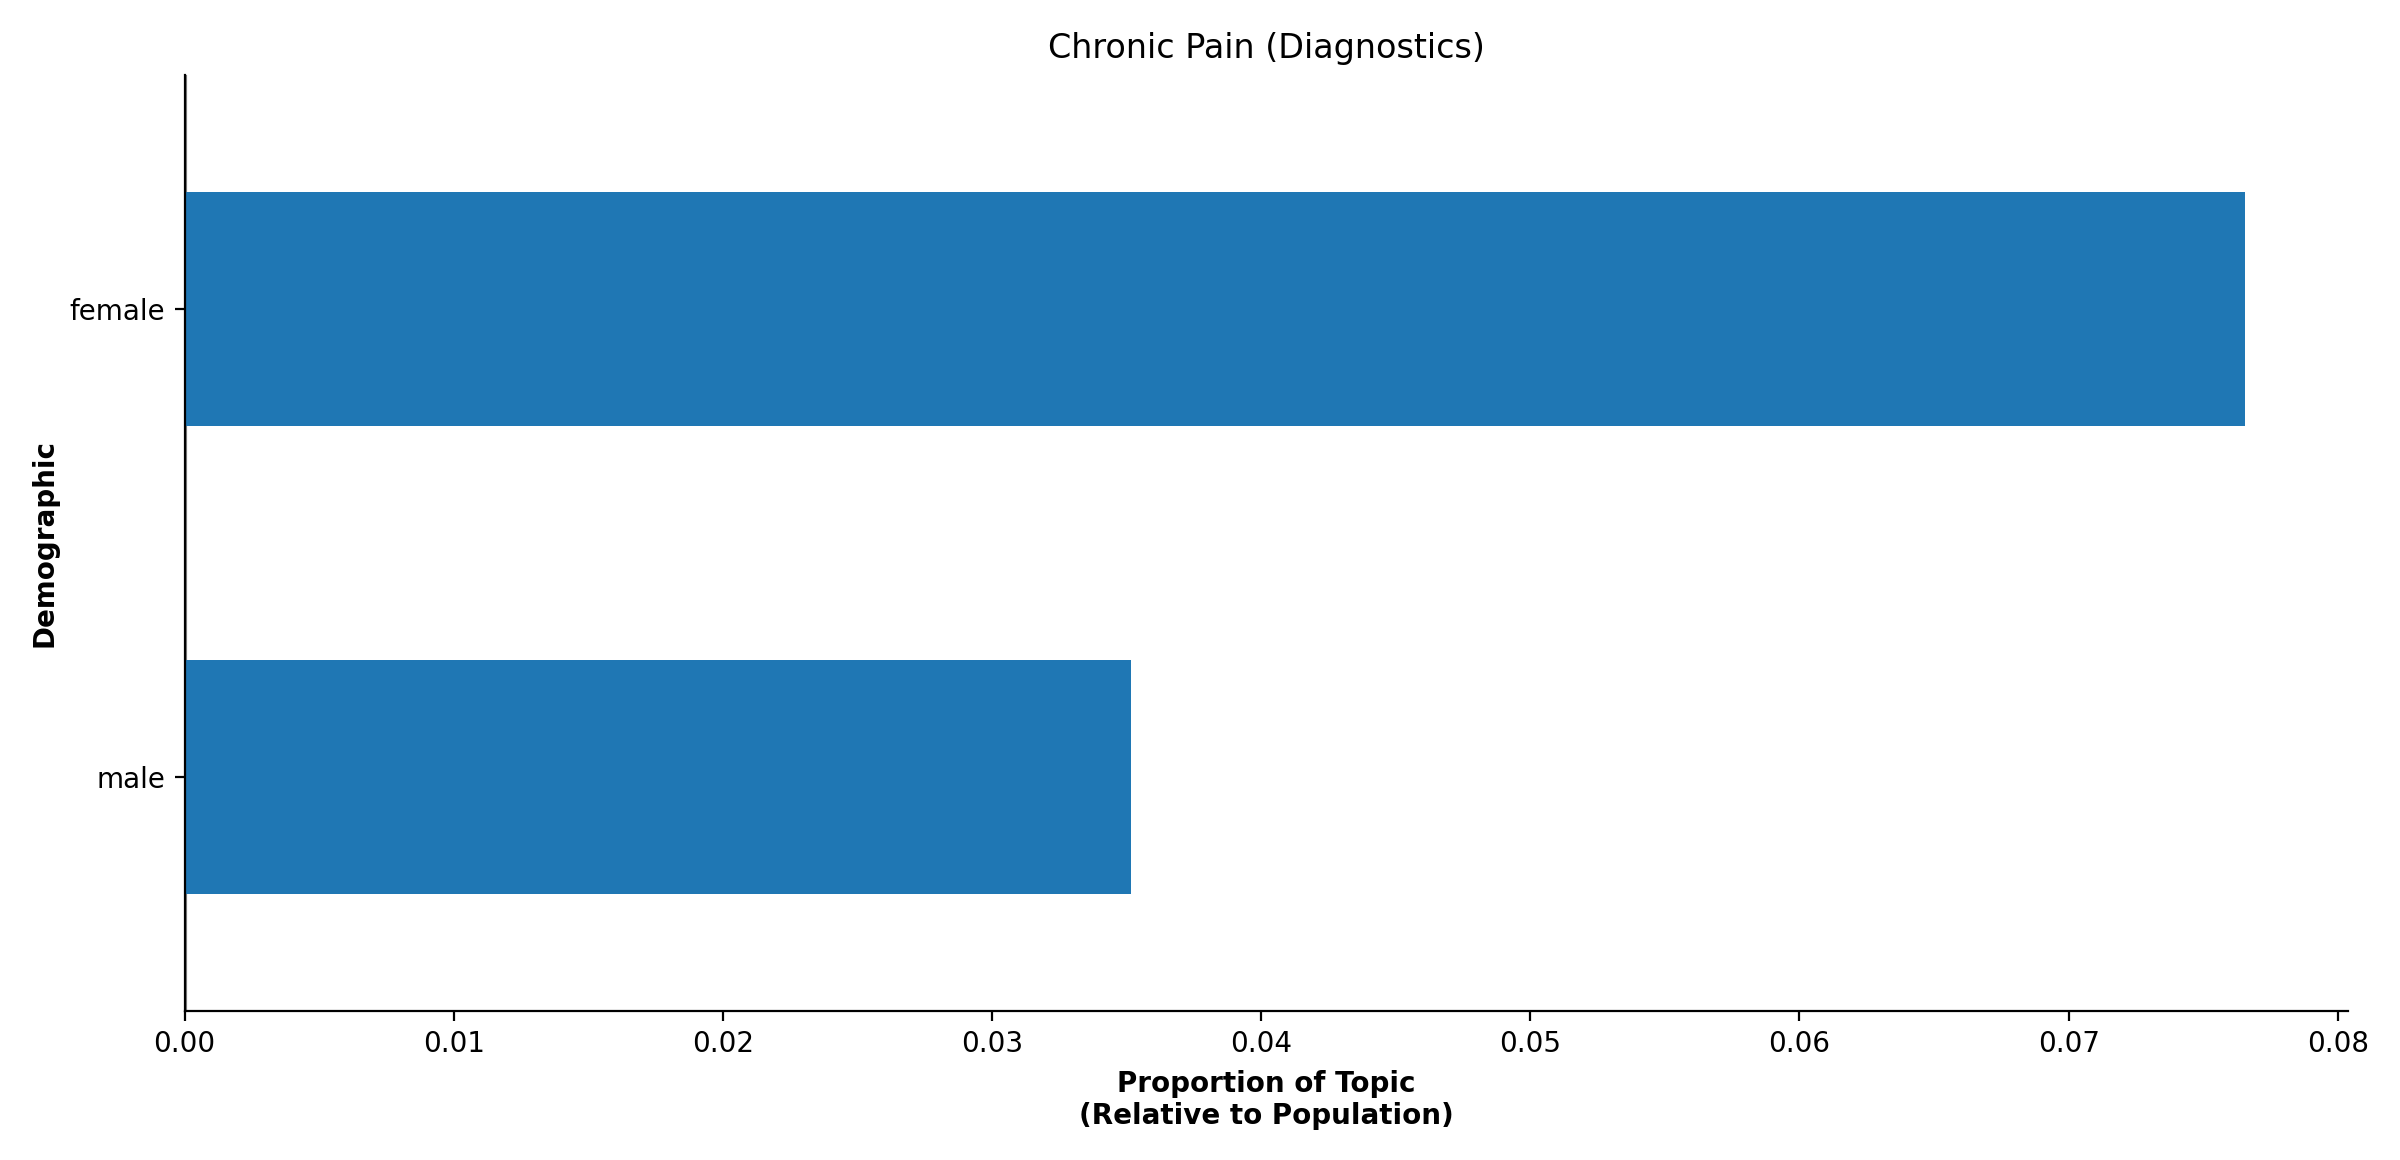 Chronic Pain (Diagnostics)
Demographic
female
male
0.00 0.01 0.02 0.03 0.04 0.05 0.06 0.07 0.08
Proportion of Topic
(Relative to Population)